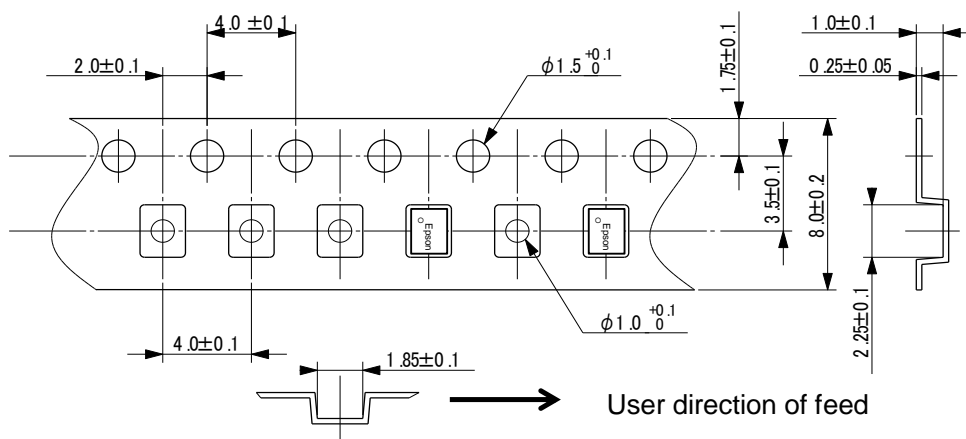 4.0 ±0.1
1.0±0.1
2.0±0.1
φ1.5 +0.1 0
1.75±0.1
0.25±0.05
3.5±0.1
8.0±0.2
Epson
Epson
2.25±0.1
φ1.0 +0.1 0
4.0±0.1
1.85±0.1
User direction of feed